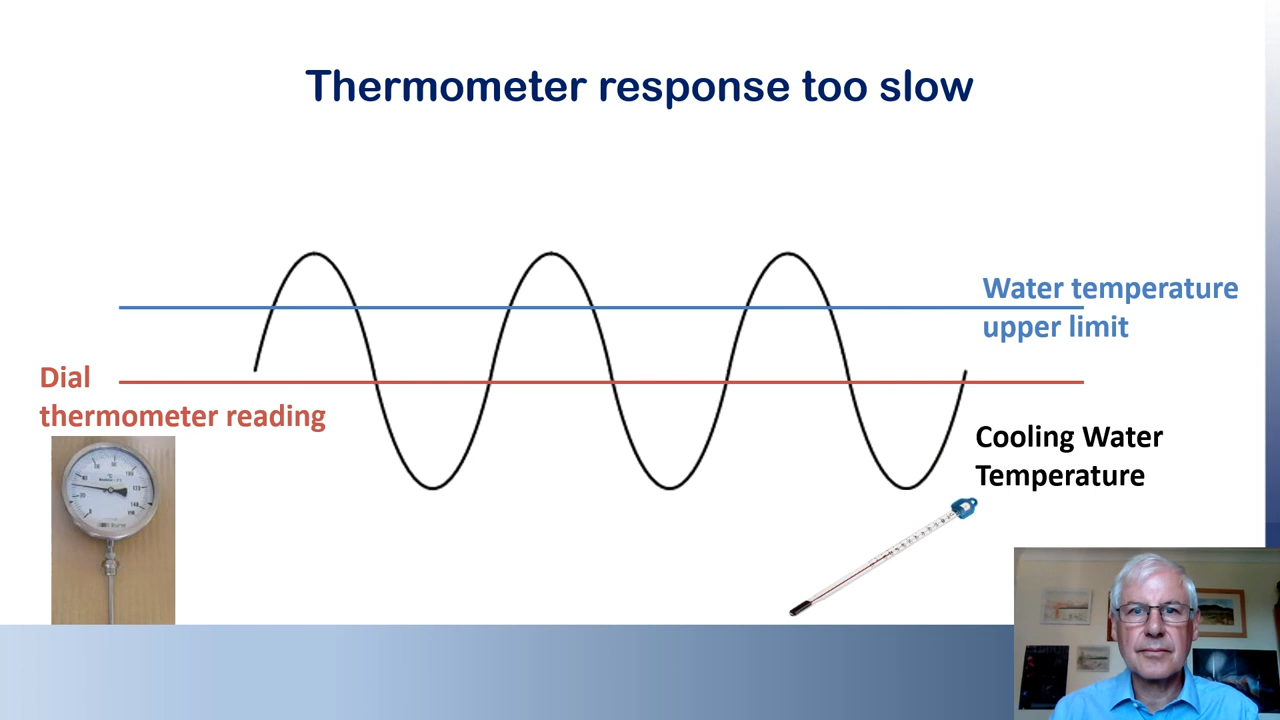 Thermometer response too slow
Water temperature
upper limit
Dial
thermometer reading
Cooling Water
Temperature